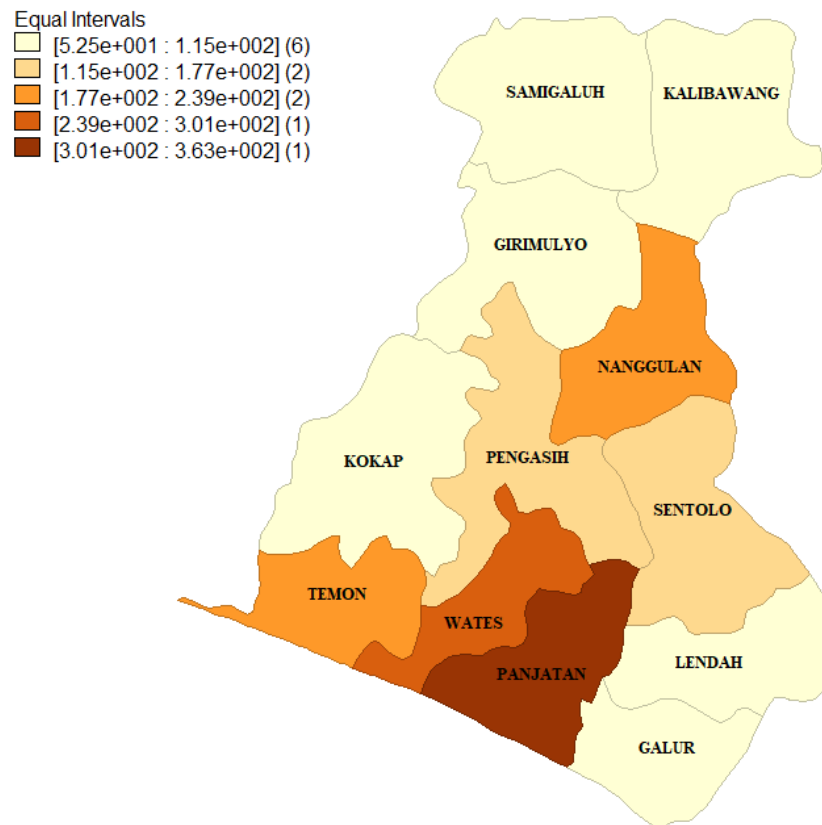 Equal Intervals
[5.25e+001 : 1.15e+002] (6)
[1.15e+002 : 1.77e+002] (2)
[1.77e+002 : 2.39e+002] (2)
[2.39e+002 : 3.01e+002] (1)
[3.01e+002 : 3.63e+002] (1)
SAMIGALUH
KALIBAWANG
GIRIMULYO
NANGGULAN
KOKAP
PENGASIH
SENTOLO
TEMON
WATES
LENDAH
PANJATAN
GALUR